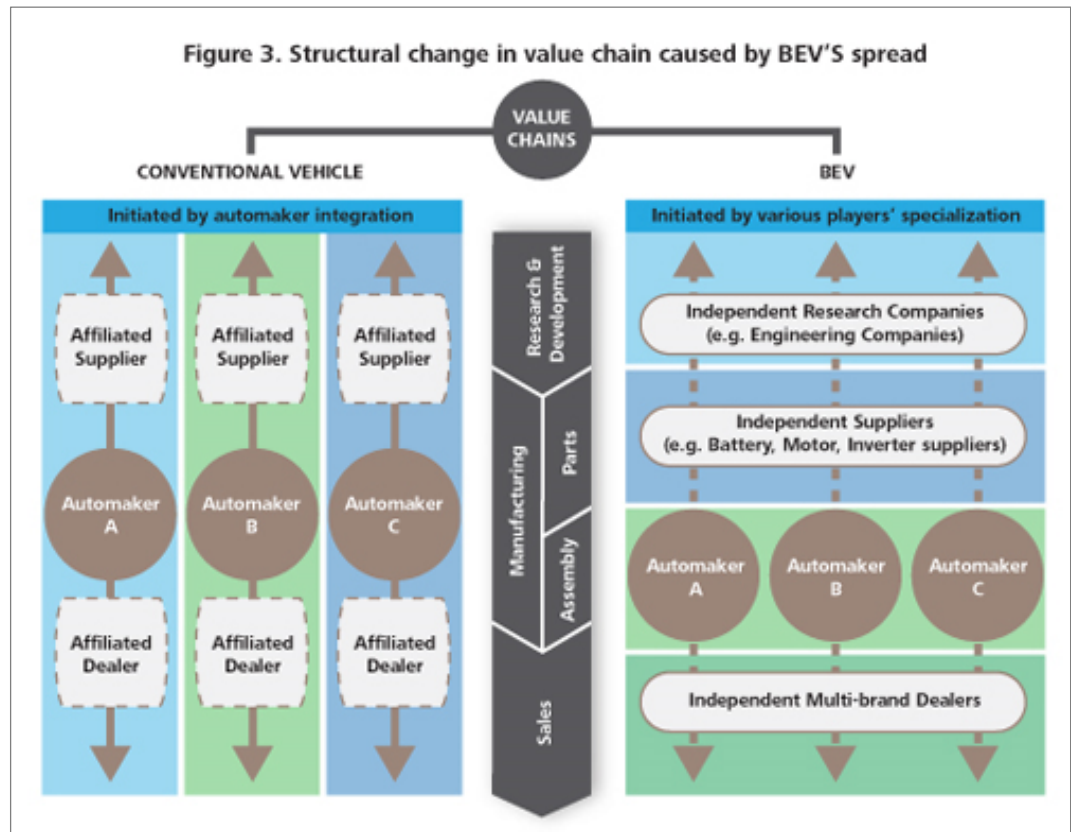 Figure 3. Structural change in value chain caused by BEV'S spread
VALUE
CHAINS
CONVENTIONAL VEHICLE
BEV
Initiated by automaker integration
Affiliated
Supplier
Affiliated
Supplier
Affiliated
Supplier
Automaker
A
Automaker
B
Automaker
C
Affiliated
Dealer
Affiliated
Dealer
Affiliated
Dealer
Research &
Development
Manufacturing
Parts
Assembly
Sales
Initiated by various players' specialization
Independent Research Companies
(e.g. Engineering Companies)
Independent Suppliers
(e.g. Battery, Motor, Inverter suppliers)
Automaker
A
Automaker
B
Automaker
C
Independent Multi-brand Dealers